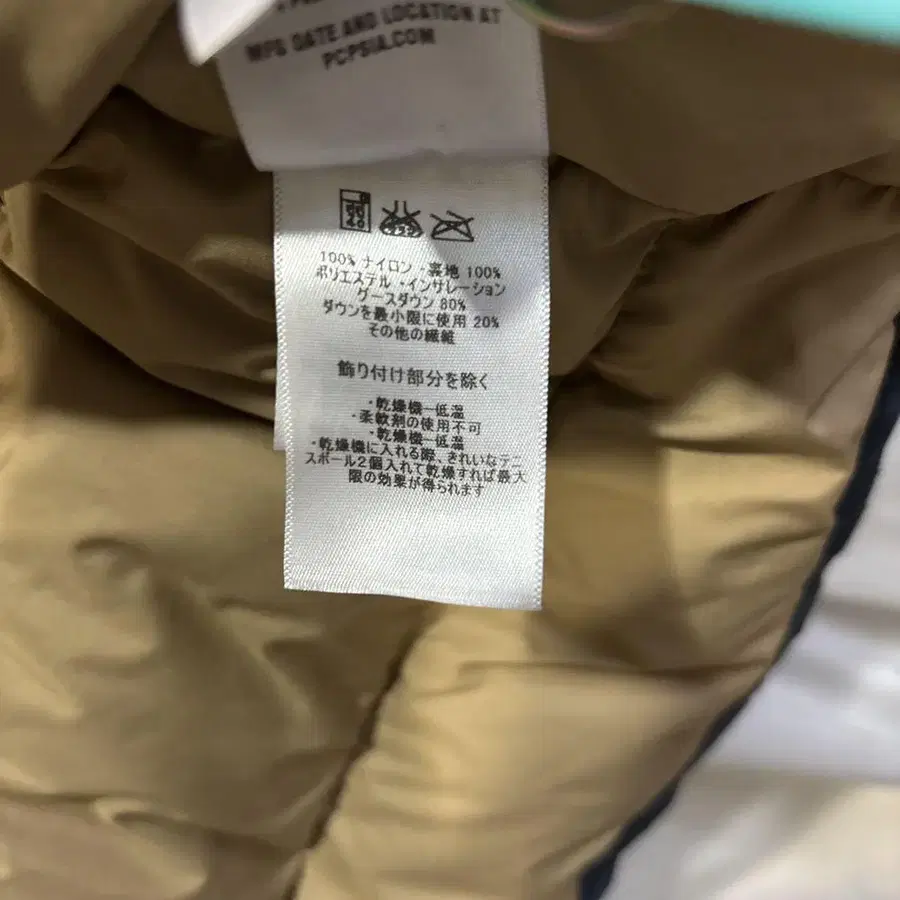 MFG DATE AND LOCATION AT
PCPSIA.COM
40
100% ナイロン・裏地 100%
ポリエステル・インサレーション
グースダウン 80%
ダウンを最小限に使用 20%
その他の繊維
飾り付け部分を除く
・乾燥機ー低温
・柔軟剤の使用不可
・乾燥機ー低温
・乾燥機に入れる際、きれいなテニ
スボール2個入れて乾燥すれば最大
限の効果が得られます